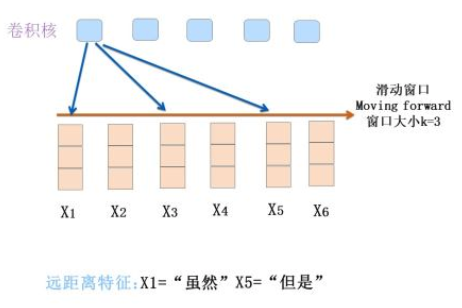 卷积核
滑动窗口
Moving forward
窗口大小k=3
X1 X2 X3 X4 X5 X6
远距离特征:X1=“虽然”X5=“但是”